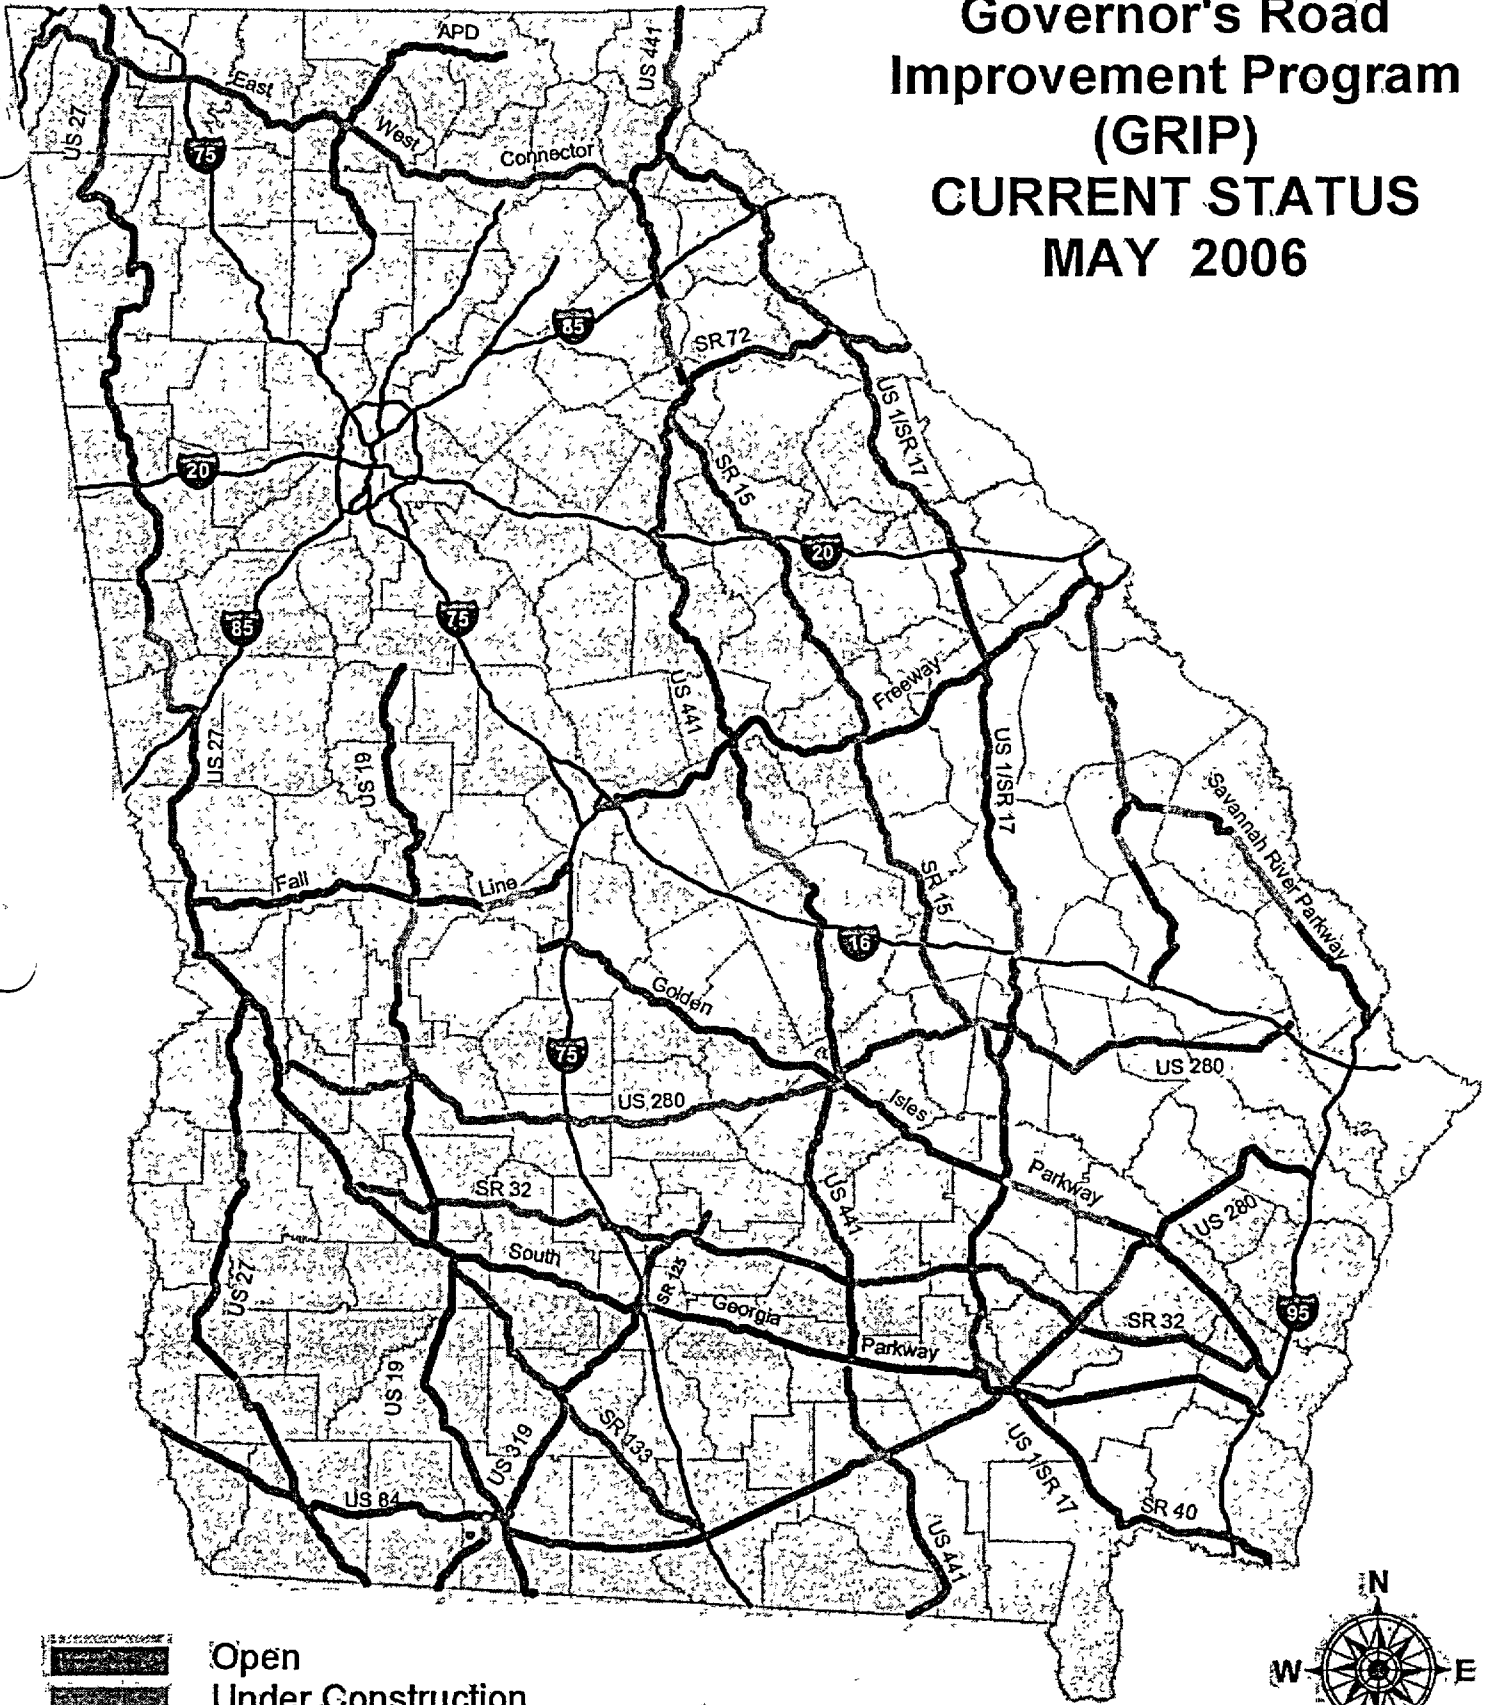 Governor's Road
Improvement Program
(GRIP)
CURRENT STATUS
MAY 2006
APD
US 441
East
West
Connector
US 27
75
85
SR 72
US 1/SR 17
SR 15
20
20
85
75
US 441
Freeway
US 27
US 19
US 1/SR 17
Savannah River Parkway
Fall
Line
SR 15
16
Golden
75
US 280
US 280
Isles
Parkway
US 280
SR 32
US 441
South
SR 125
Georgia
Parkway
US 27
SR 32
95
US 19
US 319
SR 133
US 1/SR 17
US 84
SR 40
US 441
N
W
E
Open
Under Construction